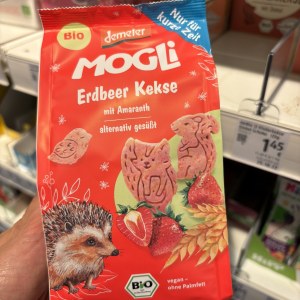 Bio
demeter
Nur für
kurze Zeit
MOGLi
Erdbeer Kekse
mit Amaranth
alternativ gesüßt
1 45
BIO
vegan –
ohne Palmfett